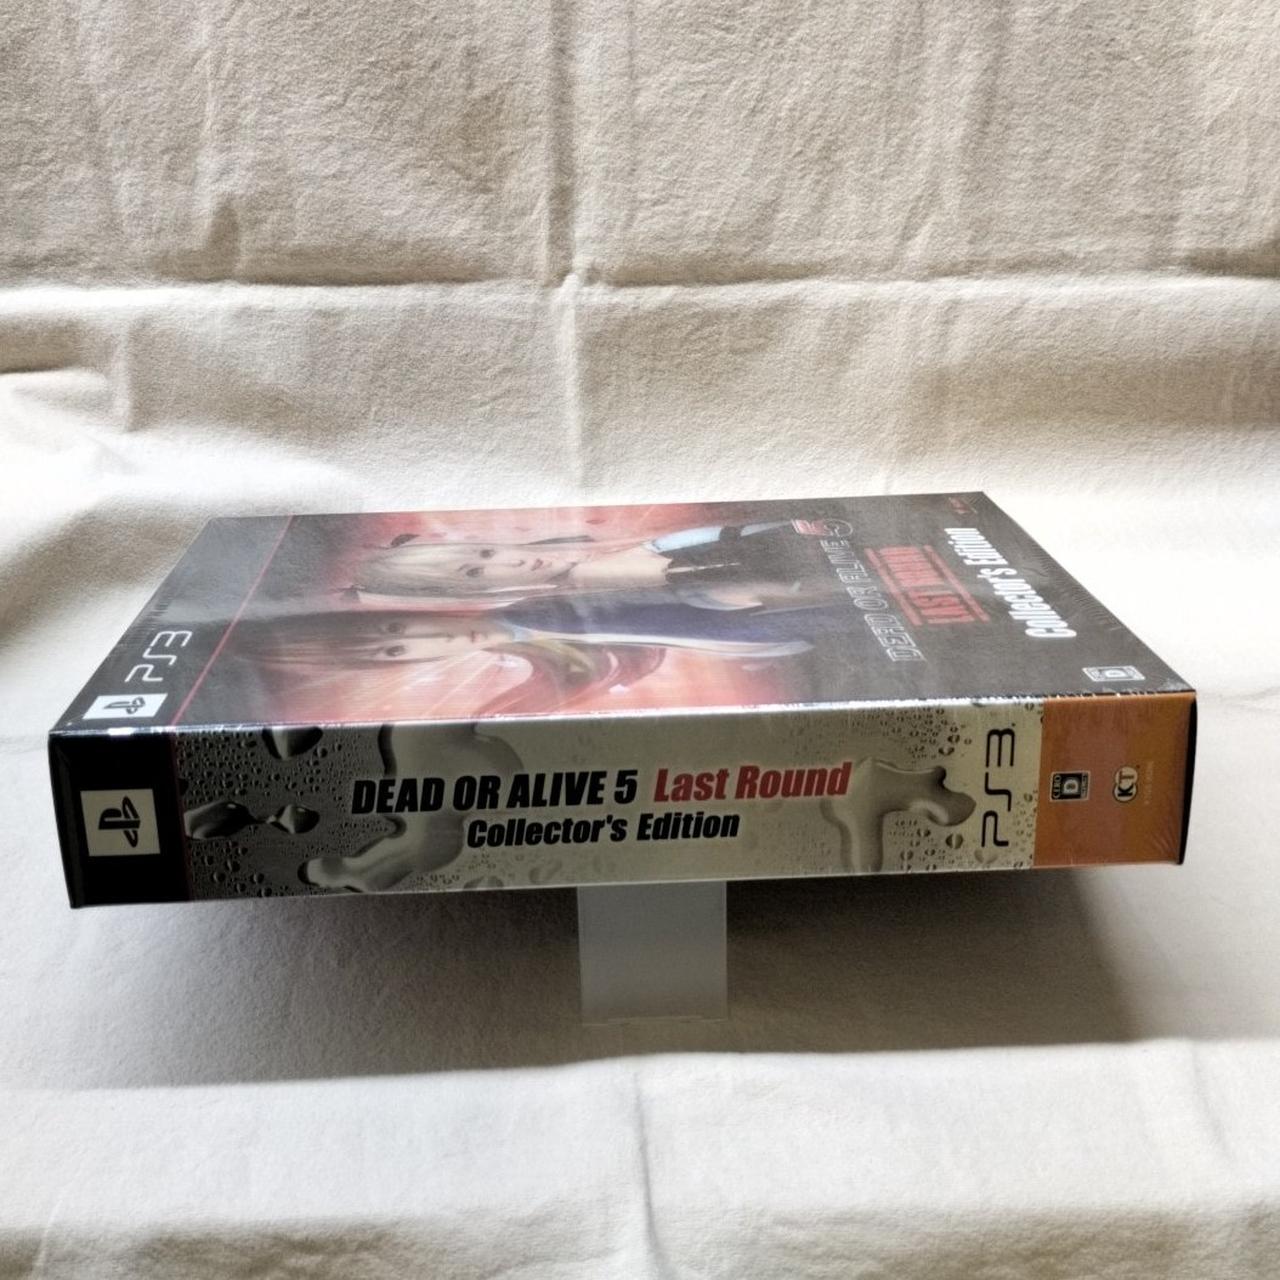 PS3
DEAD OR ALIVE 5
LAST ROUND
Collector's Edition
D
DEAD OR ALIVE 5 Last Round
Collector's Edition
PS3
CERO
D
KT